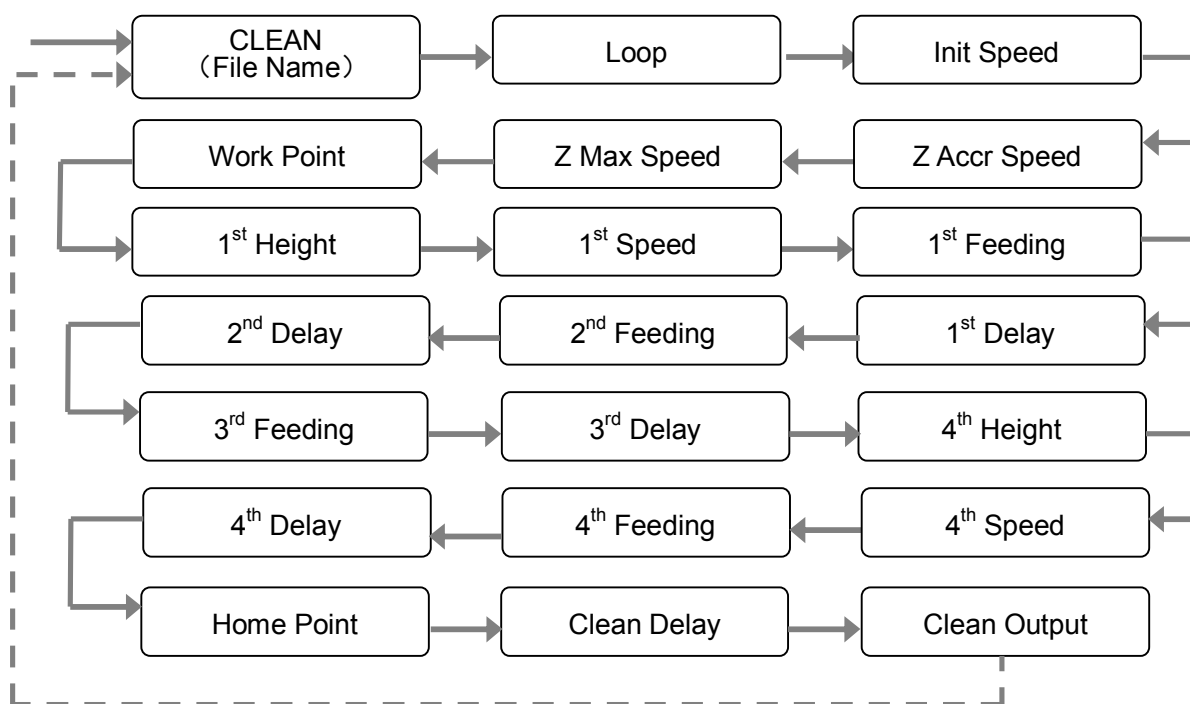 CLEAN
（File Name）
Loop
Init Speed
Work Point
Z Max Speed
Z Accr Speed
1st Height
1st Speed
1st Feeding
2nd Delay
2nd Feeding
1st Delay
3rd Feeding
3rd Delay
4th Height
4th Delay
4th Feeding
4th Speed
Home Point
Clean Delay
Clean Output